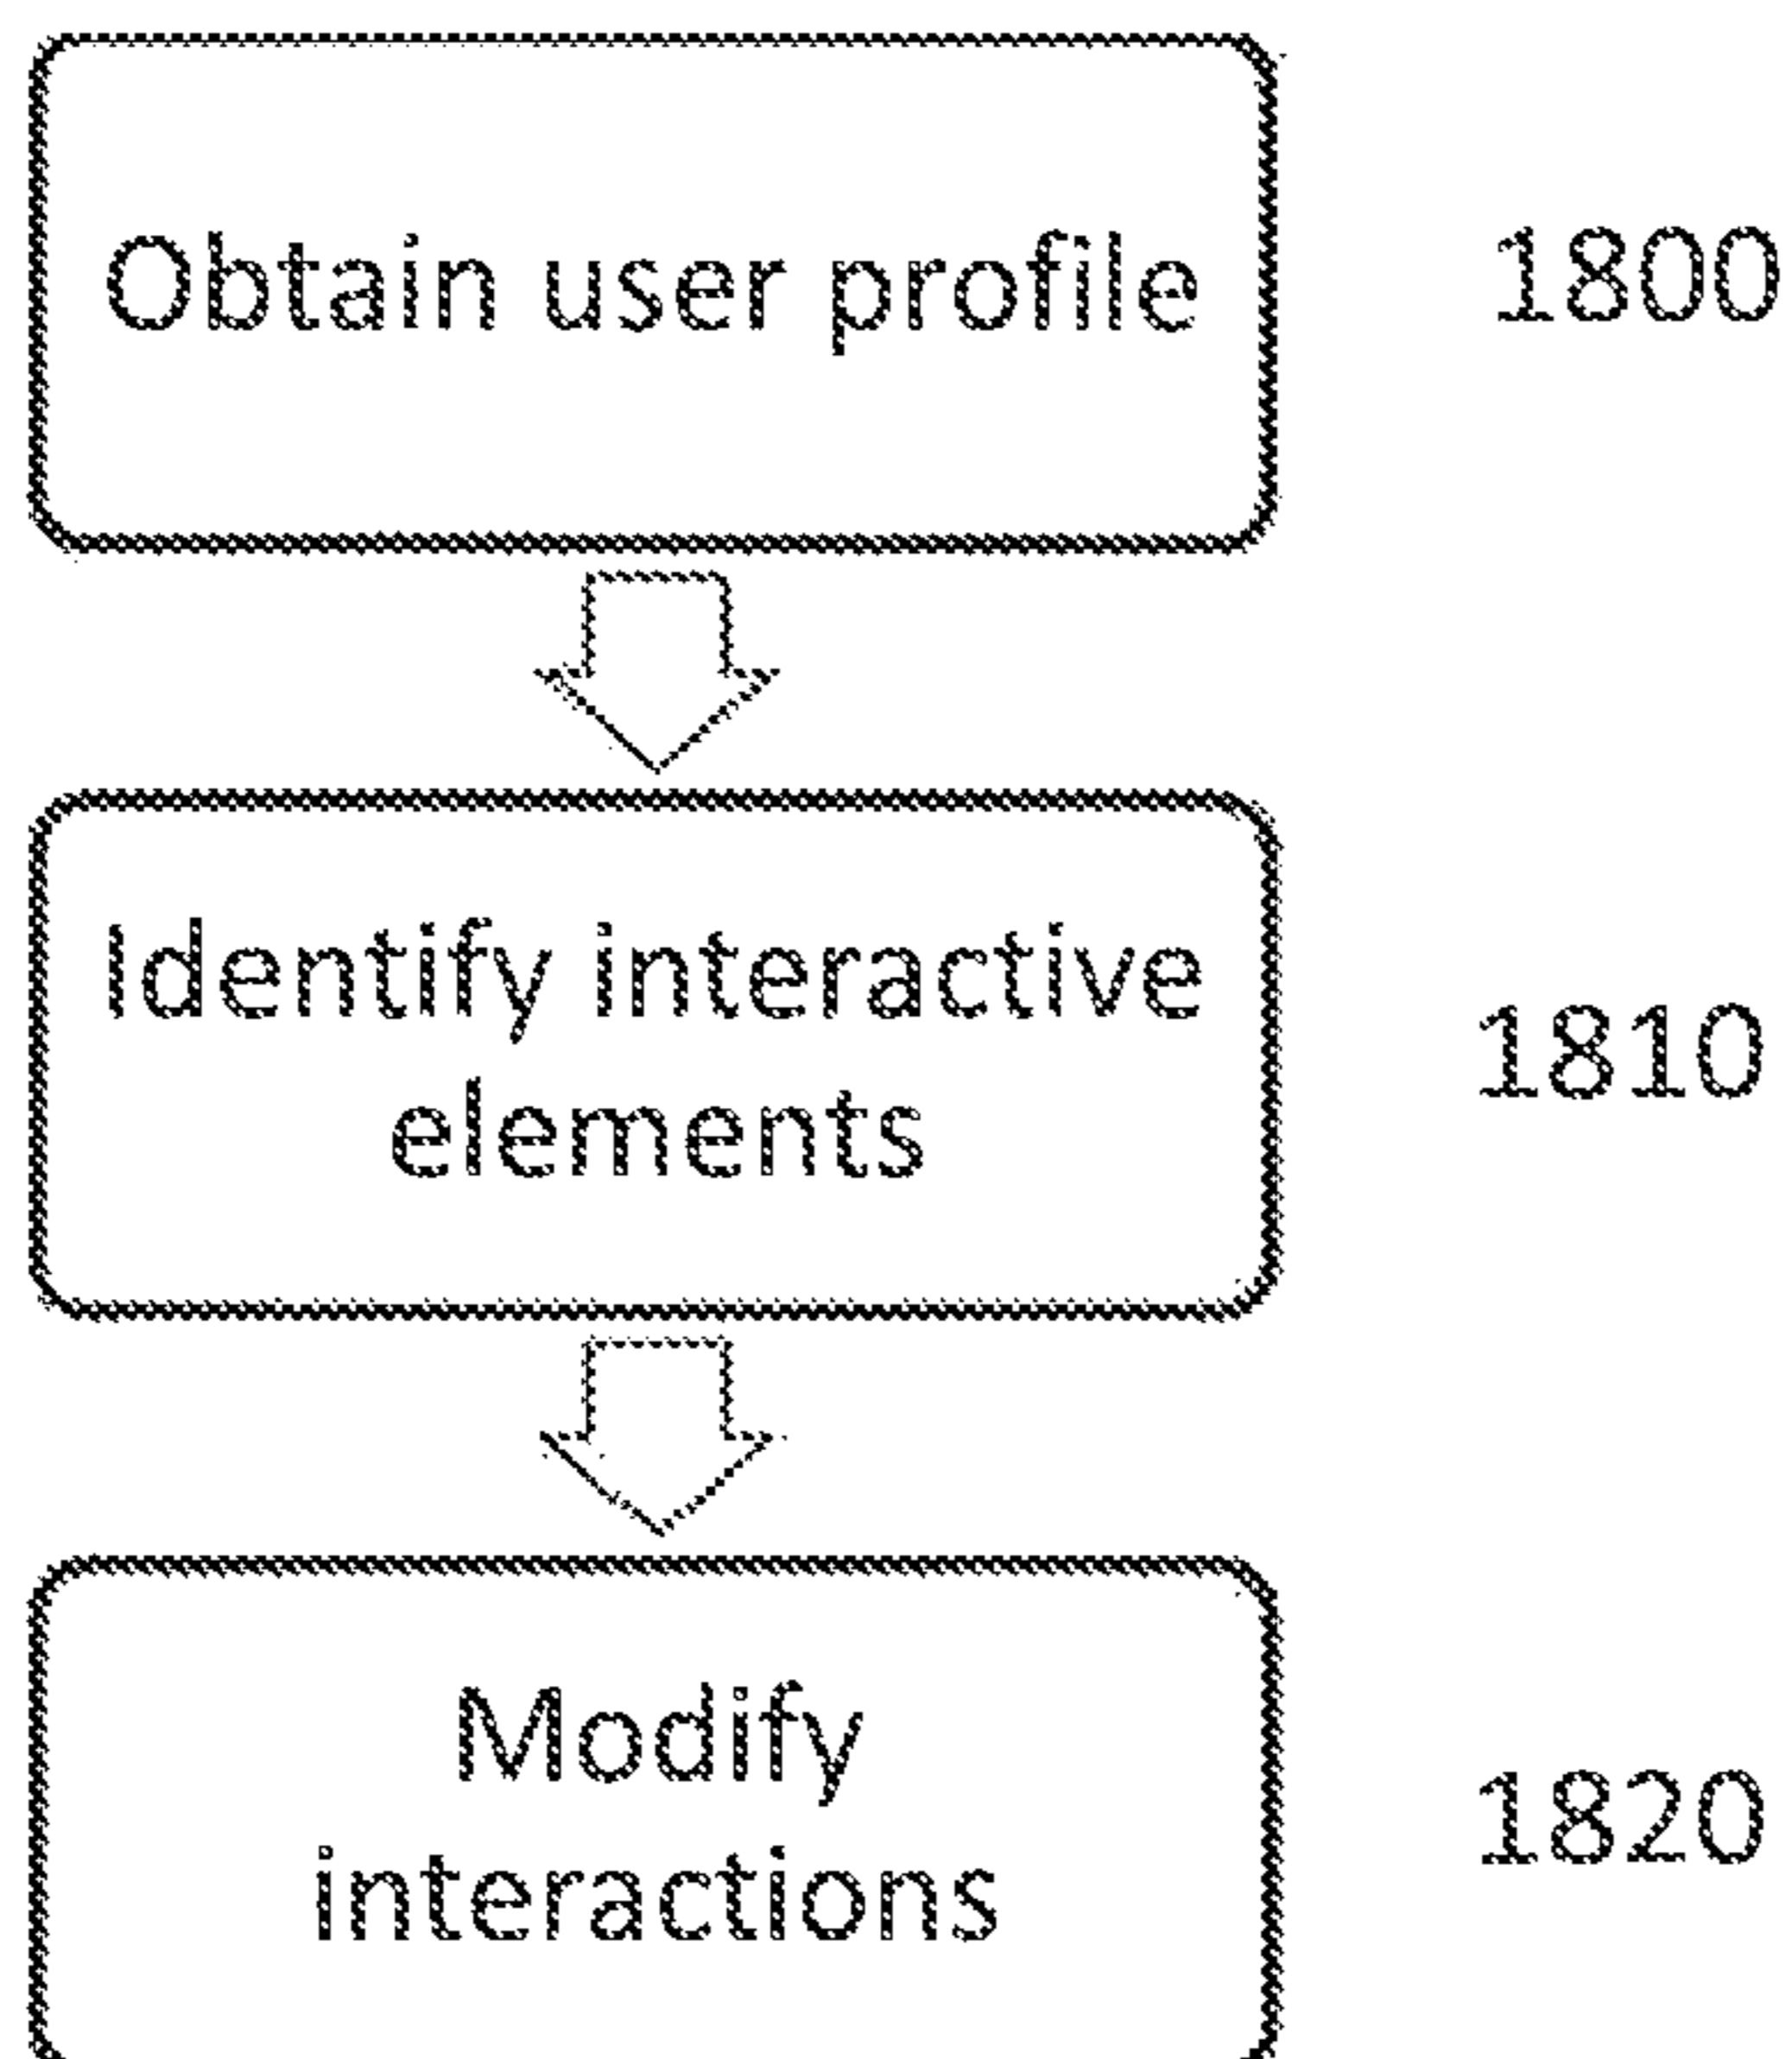 Obtain user profile
1800
Identify interactive
elements
1810
Modify
interactions
1820